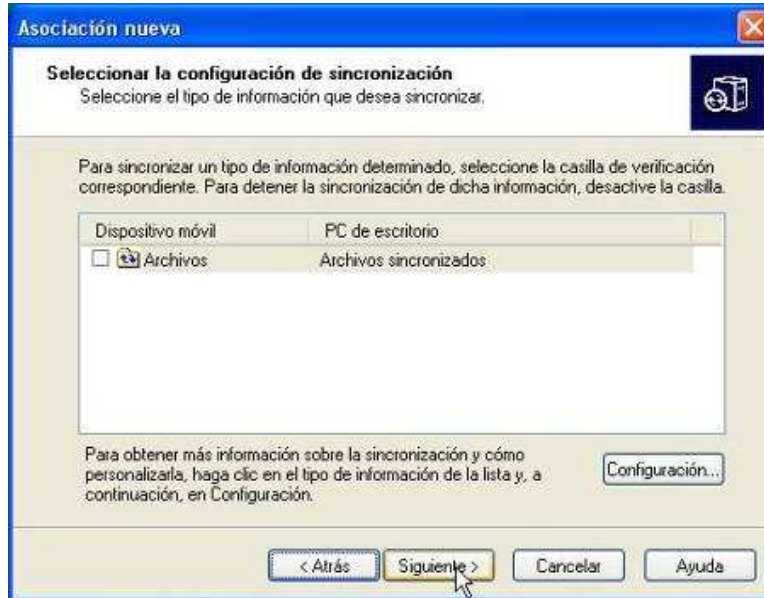 Asociación nueva
Seleccionar la configuración de sincronización
Seleccione el tipo de información que desea sincronizar.
Para sincronizar un tipo de información determinado, seleccione la casilla de verificación
correspondiente. Para detener la sincronización de dicha información, desactive la casilla.
Dispositivo móvil PC de escritorio
Archivos Archivos sincronizados
Para obtener más información sobre la sincronización y cómo
personalizarla, haga clic en el tipo de información de la lista y, a
continuación, en Configuración.
Configuración...
< Atrás Siguiente > Cancelar Ayuda